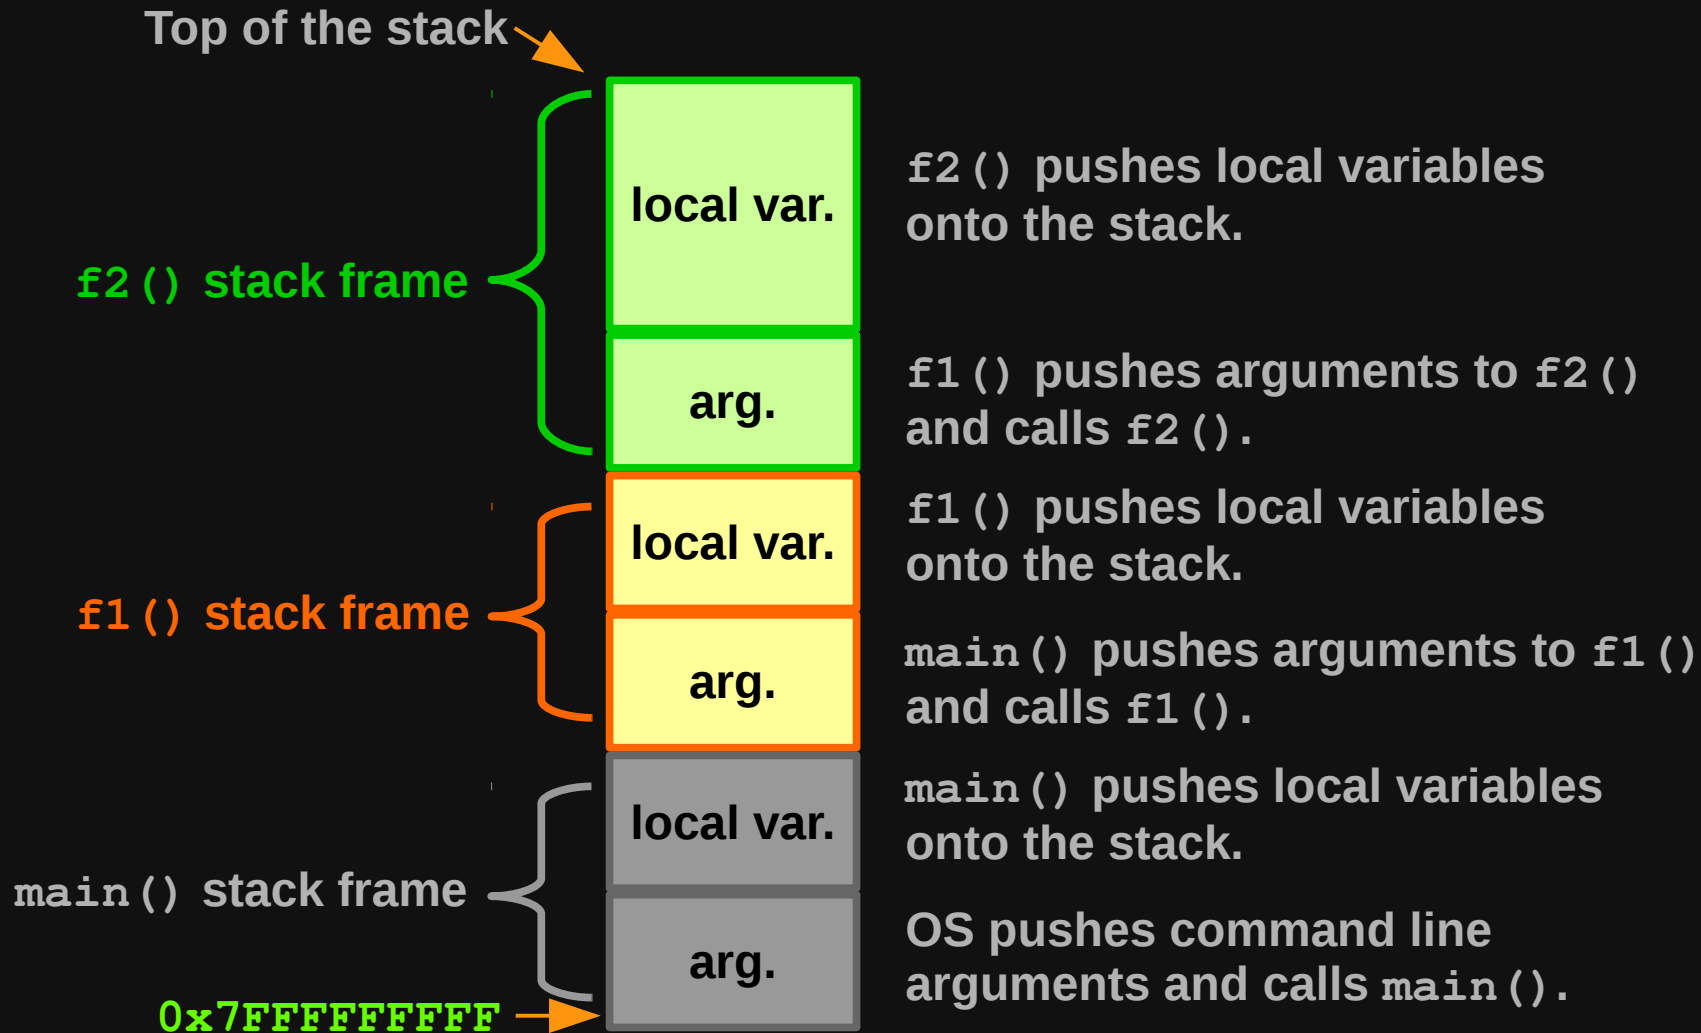 Top of the stack
local var.
f2() pushes local variables
onto the stack.
f2() stack frame
arg.
f1() pushes arguments to f2()
and calls f2().
local var.
f1() pushes local variables
onto the stack.
f1() stack frame
arg.
main() pushes arguments to f1()
and calls f1().
local var.
main() pushes local variables
onto the stack.
main() stack frame
arg.
OS pushes command line
arguments and calls main().
0x7FFFFFFFFF